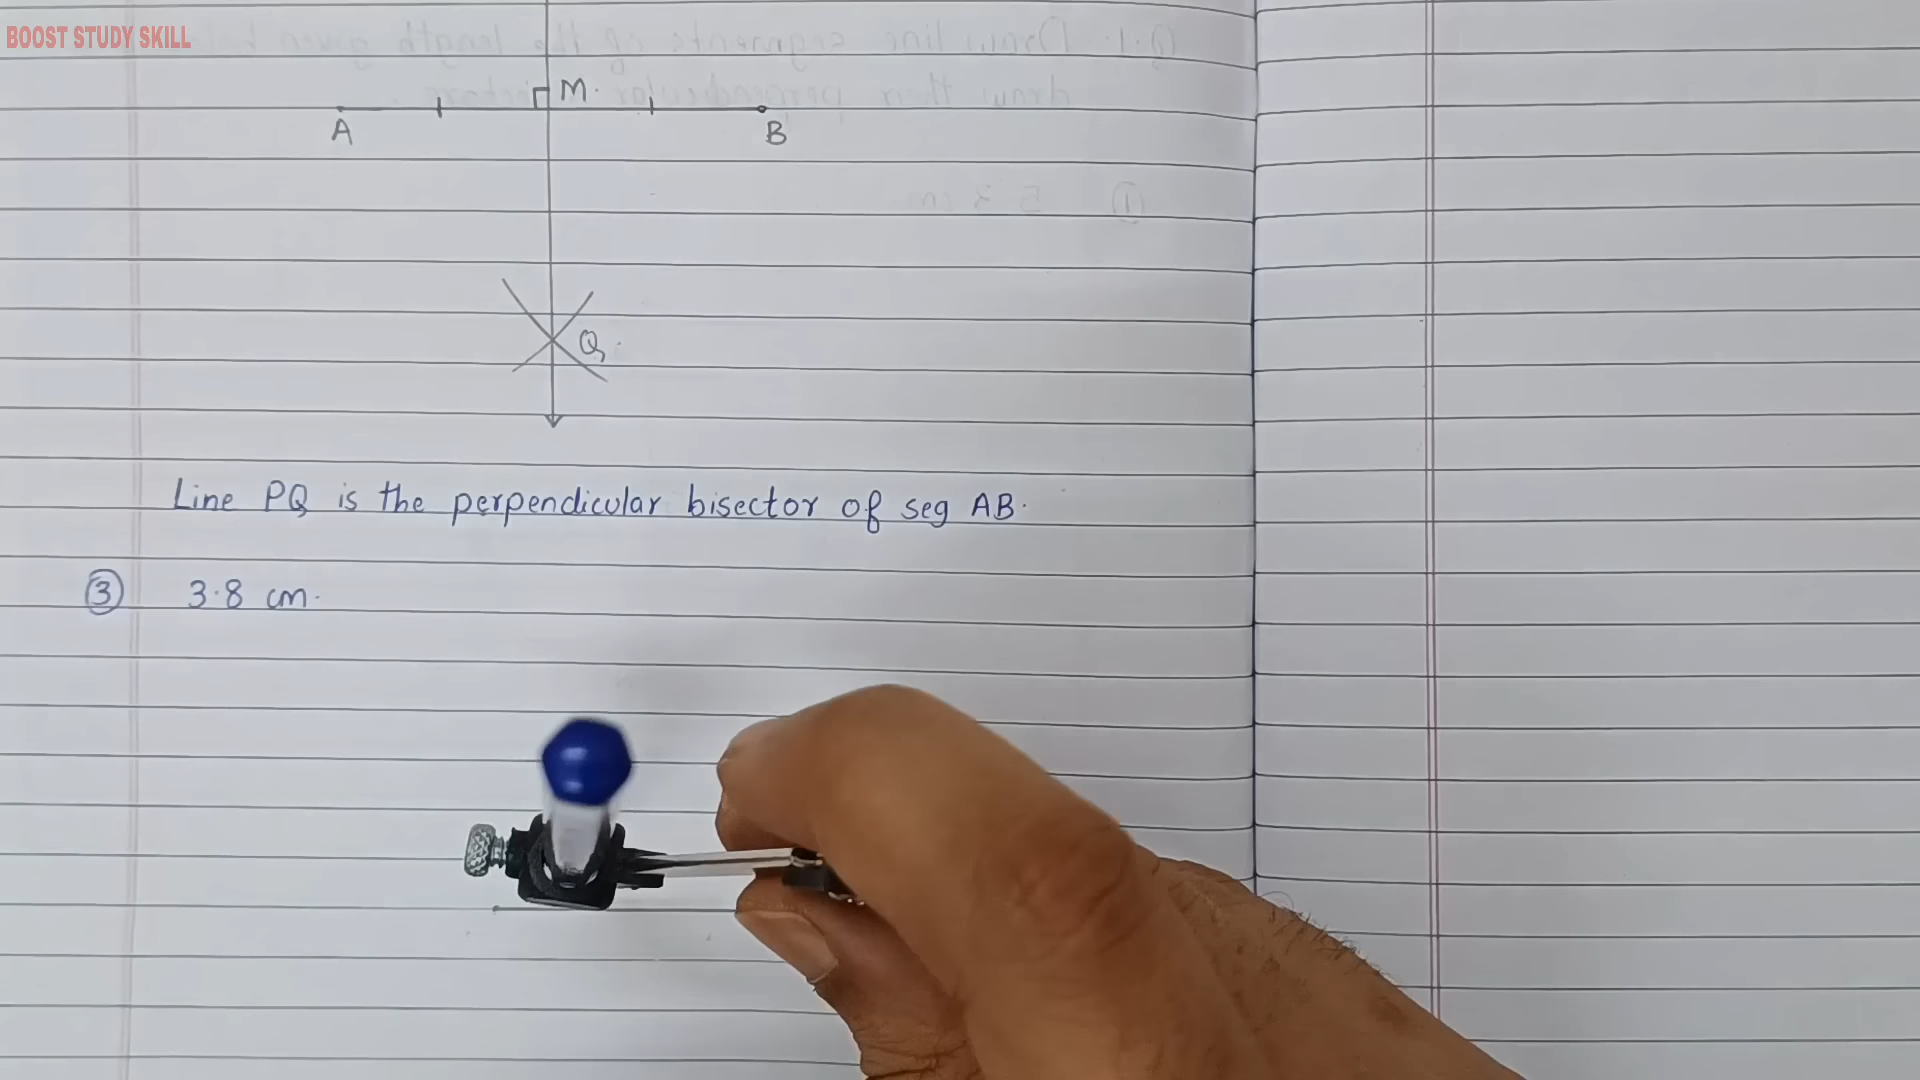 BOOST STUDY SKILL
M.
A
B
Q.
Line PQ is the perpendicular bisector of seg AB.
③ 3.8 cm.